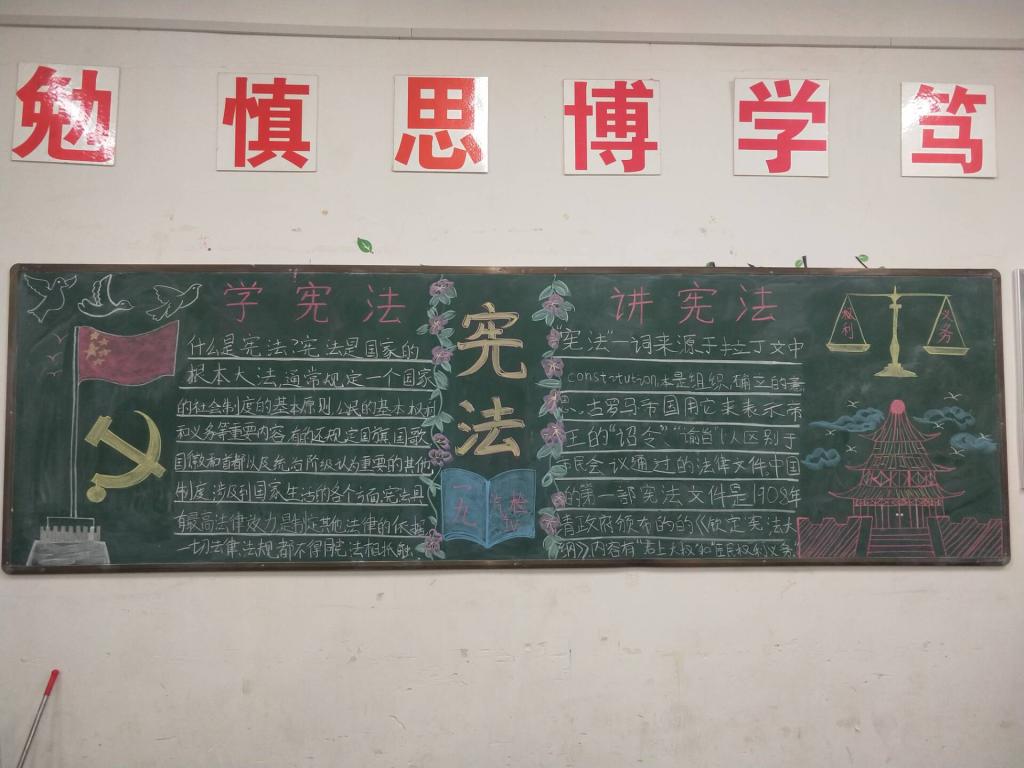 勉 慎 思 博 学 笃
学宪法
什么是宪法?宪法是国家的
根本大法,通常规定一个国家
的社会制度的基本原则公民的基本权利
和义务等重要内容,有的还规定国旗国歌
国徽和首都以及统治阶级认为重要的其他
制度,涉及到国家生活的各个方面宪法具
有最高法律效力是制定其他法律的依据
一切法律法规都不得同宪法相抵触
宪
法
一九
汽检
讲宪法
"宪法"一词来源于拉丁文中
constitution,本是组织、确立的意
思、古罗马帝国用它来表示帝
王的"诏令"、"谕旨",以区别于
民会议通过的法律文件中国
的第一部宪法文件是1908年
清政府颁布的的《钦定宪法大
纲》内容有"君上大权"和"臣民权利义务
权利
义务